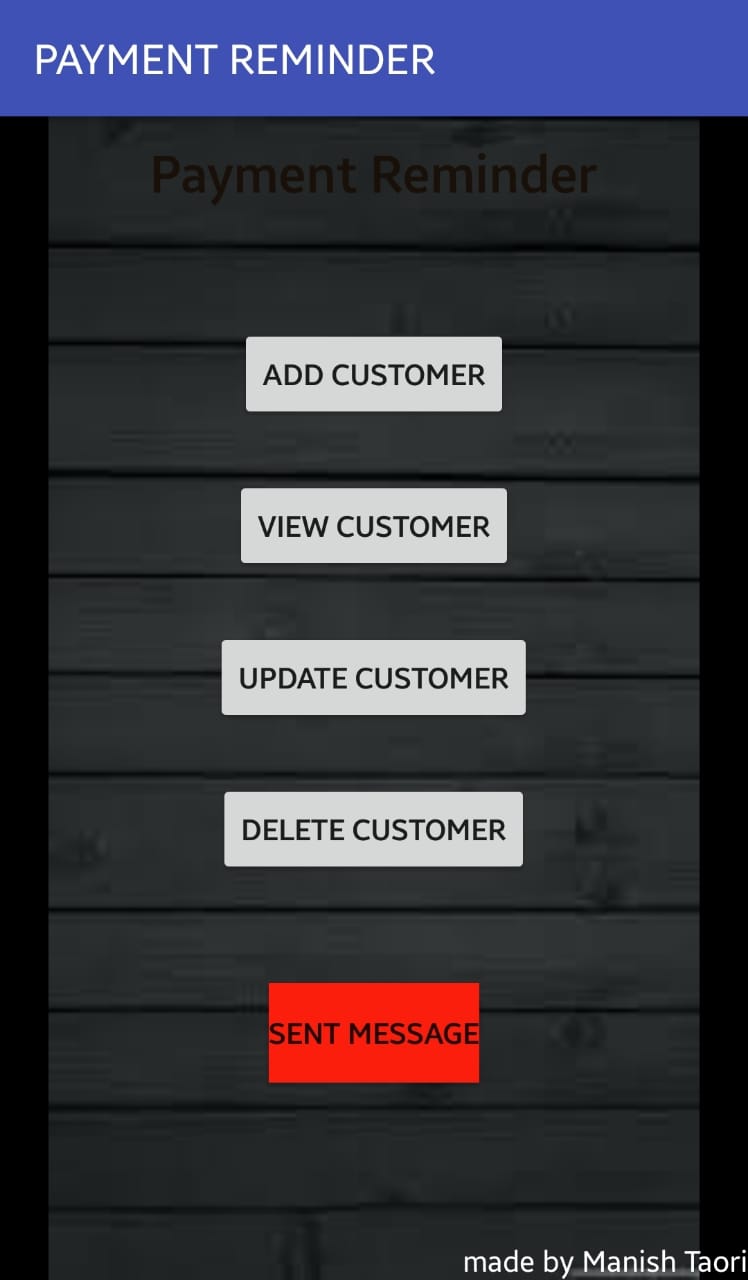 PAYMENT REMINDER
Payment Reminder
ADD CUSTOMER
VIEW CUSTOMER
UPDATE CUSTOMER
DELETE CUSTOMER
SENT MESSAGE
made by Manish Taori